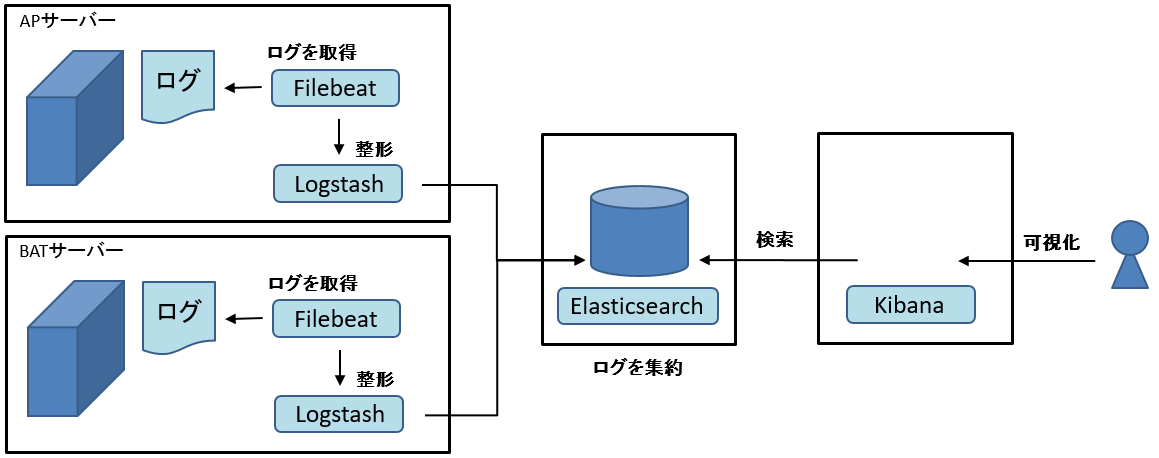 APサーバー
ログを取得
ログ
Filebeat
整形
Logstash
BATサーバー
ログを取得
ログ
Filebeat
整形
Logstash
Elasticsearch
ログを集約
検索
Kibana
可視化